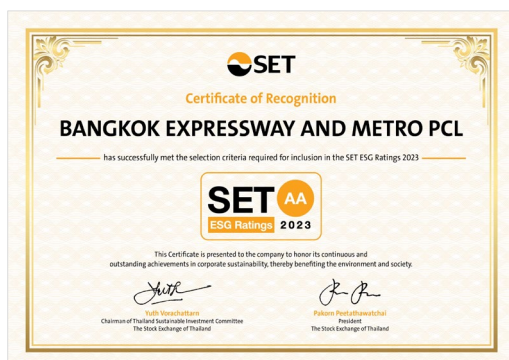 SET
Certificate of Recognition
BANGKOK EXPRESSWAY AND METRO PCL
has successfully met the selection criteria required for inclusion in the SET ESG Ratings 2023
SET AA
ESG Ratings 2023
This Certificate is presented to the company to honor its continuous and
outstanding achievements in corporate sustainability, thereby benefiting the environment and society.
Yuth Vorachattarn Pakorn Peetathawatchai
Chairman of Thailand Sustainable Investment Committee President
The Stock Exchange of Thailand The Stock Exchange of Thailand